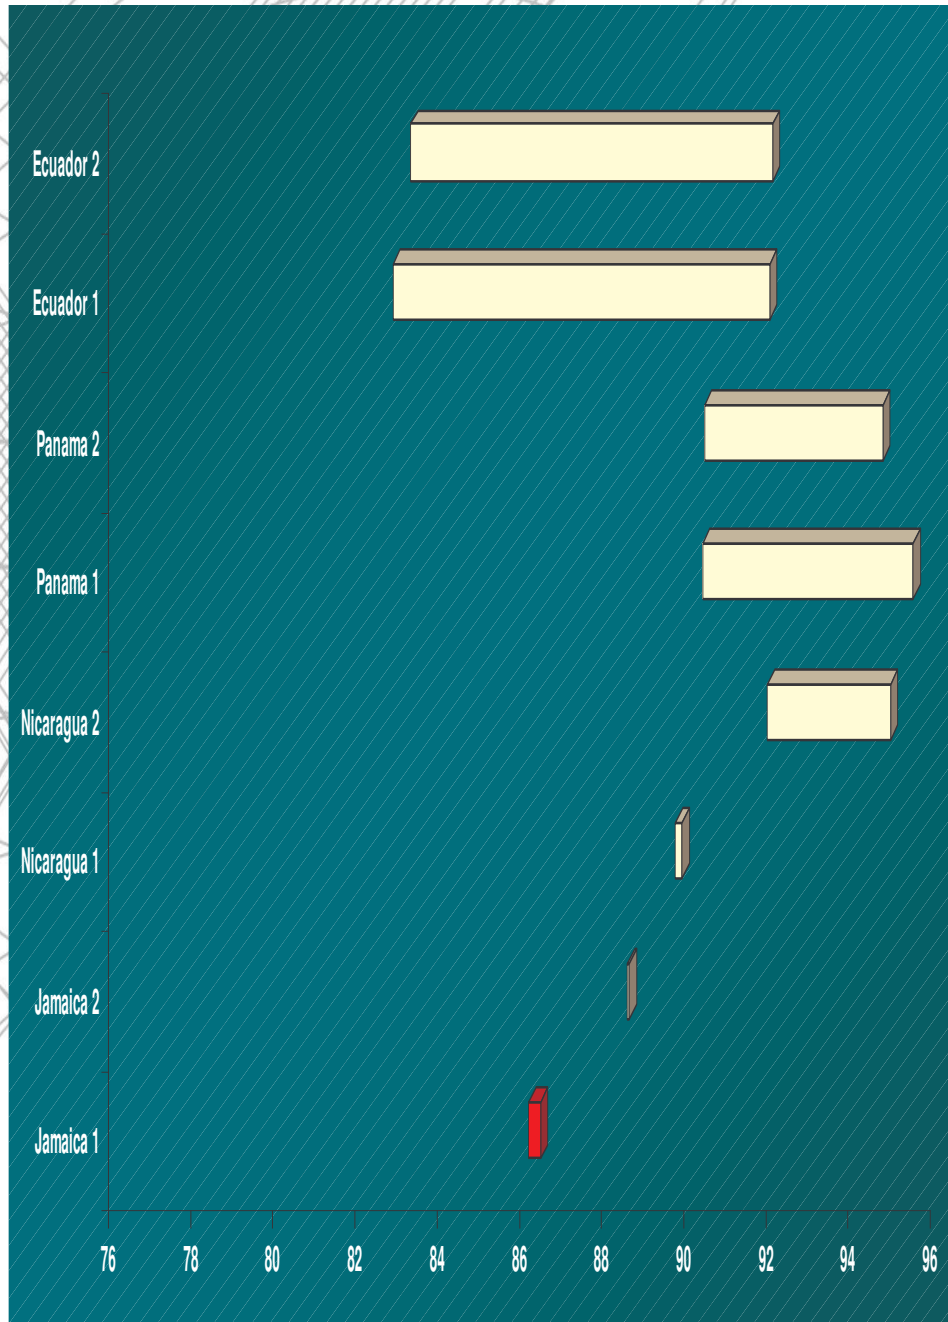 Ecuador 2
Ecuador 1
Panama 2
Panama 1
Nicaragua 2
Nicaragua 1
Jamaica 2
Jamaica 1
76 78 80 82 84 86 88 90 92 94 96